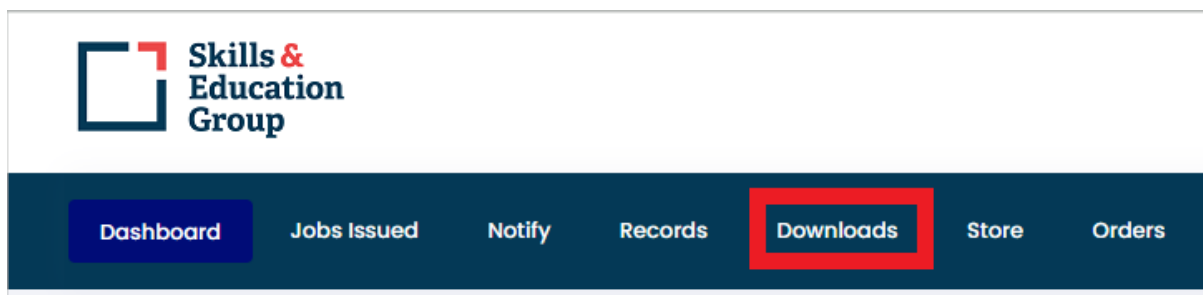 Skills &
Education
Group
Dashboard Jobs Issued Notify Records Downloads Store Orders